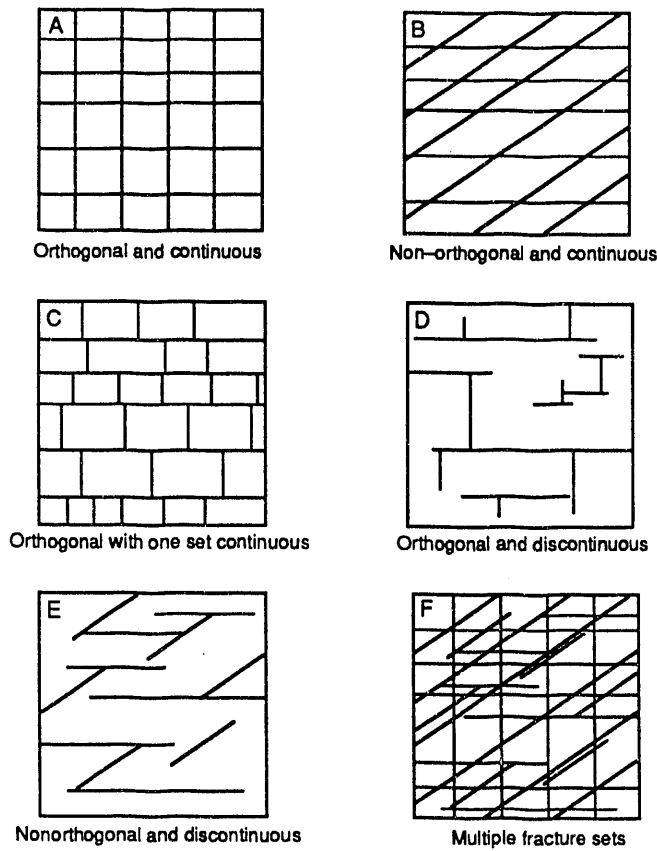 A
B
Orthogonal and continuous
Non-orthogonal and continuous
C
D
Orthogonal with one set continuous
Orthogonal and discontinuous
E
F
Nonorthogonal and discontinuous
Multiple fracture sets